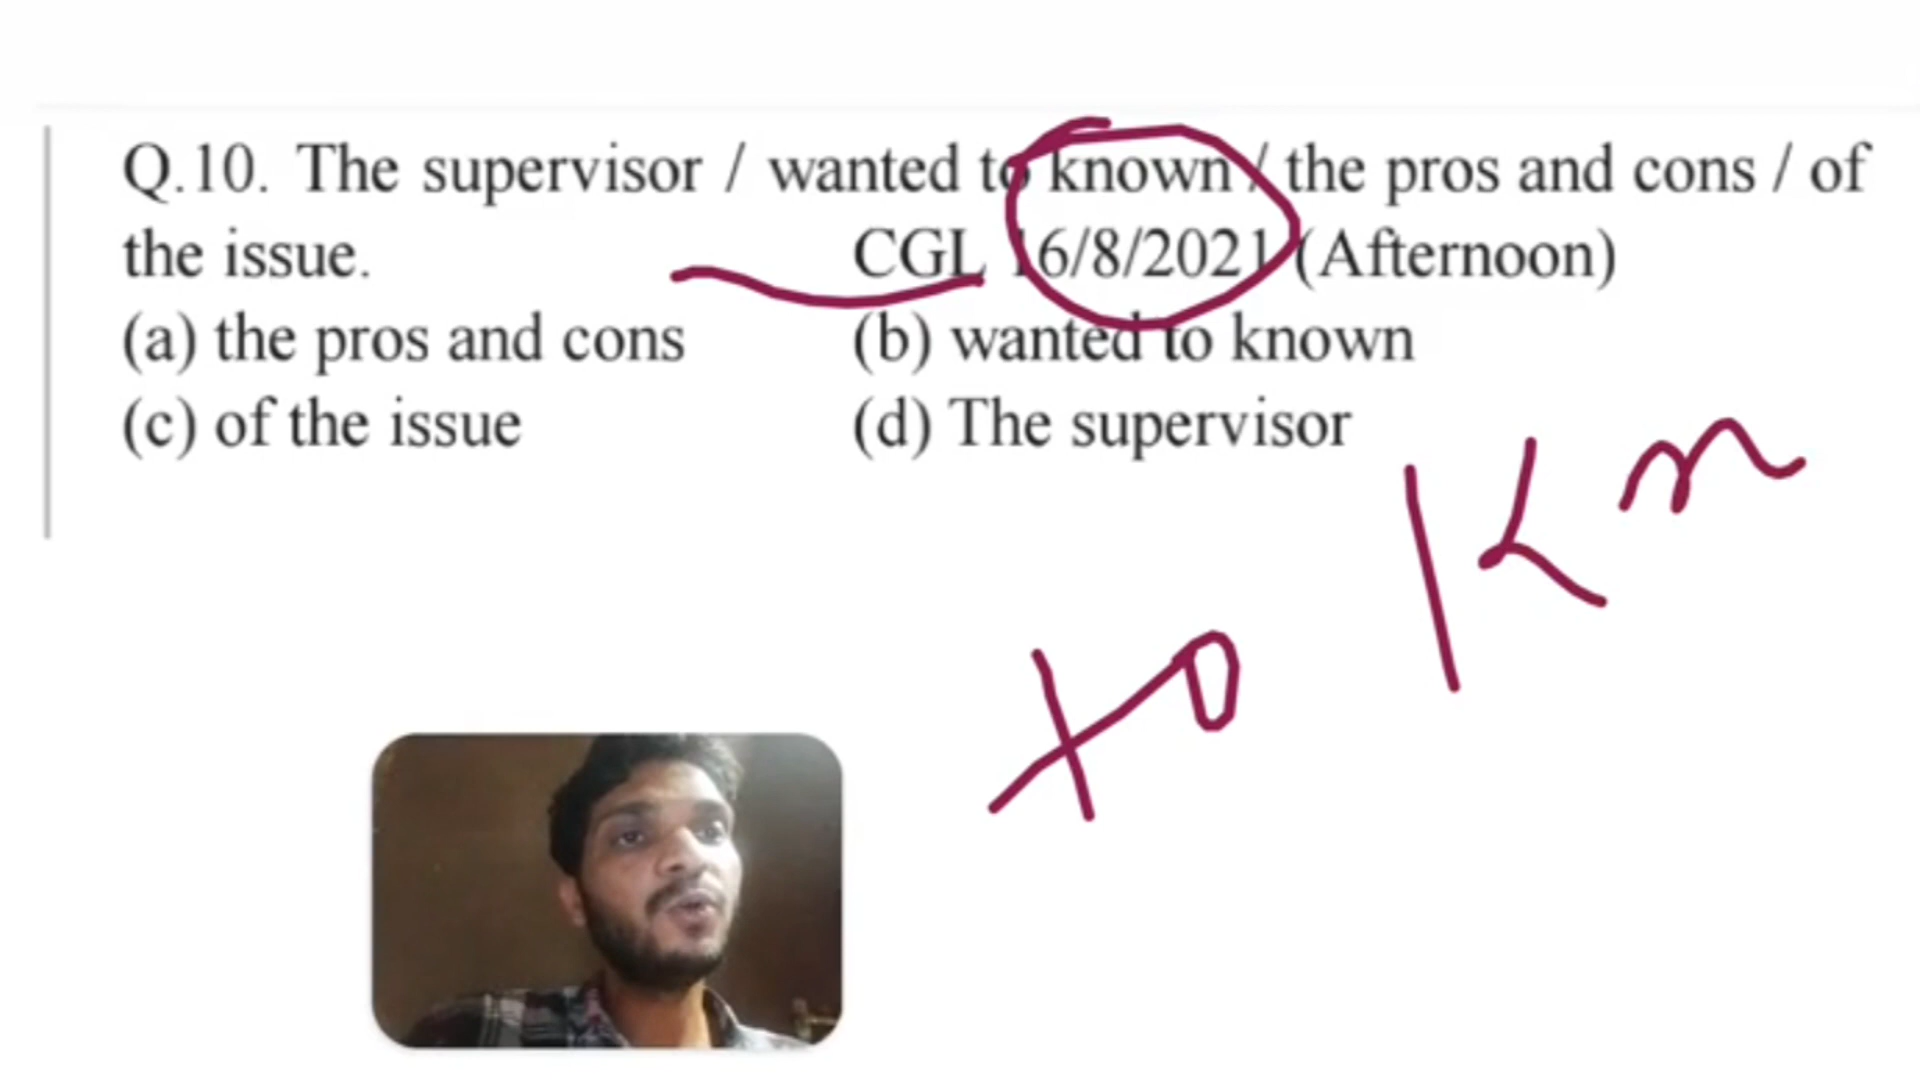 Q.10. The supervisor / wanted to known / the pros and cons / of
the issue. CGL 16/8/2021 (Afternoon)
(a) the pros and cons (b) wanted to known
(c) of the issue (d) The supervisor
to Kn